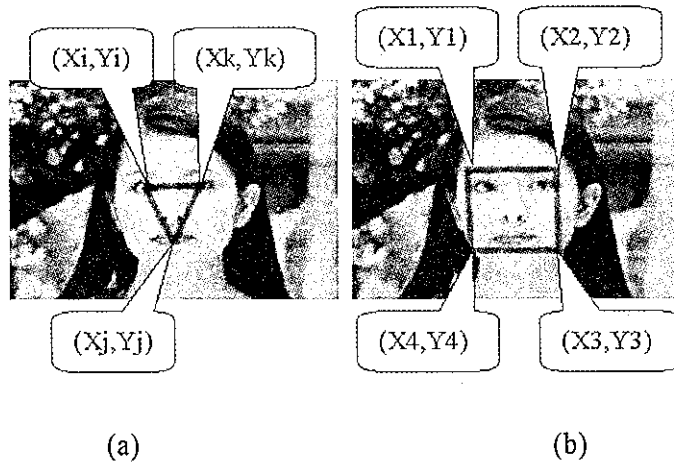 (Xi,Yi) (Xk,Yk) (X1,Y1) (X2,Y2)
(Xj,Yj) (X4,Y4) (X3,Y3)
(a) (b)